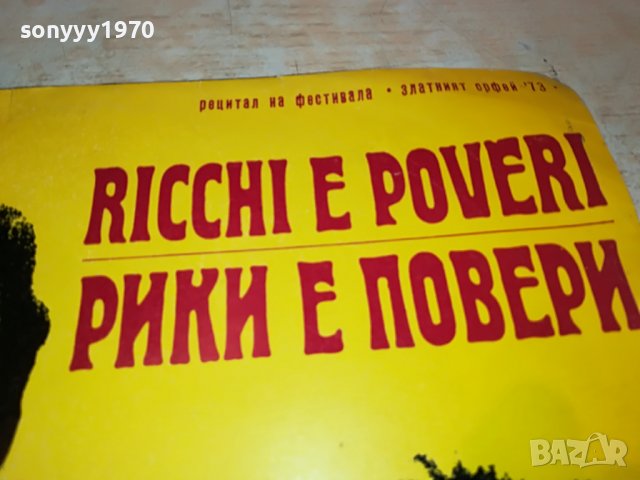 sonyyy1970
рецитал на фестивала • златният орфей '73 •
RICCHI E POVERI
РИКИ Е ПОВЕРИ
BAZAR